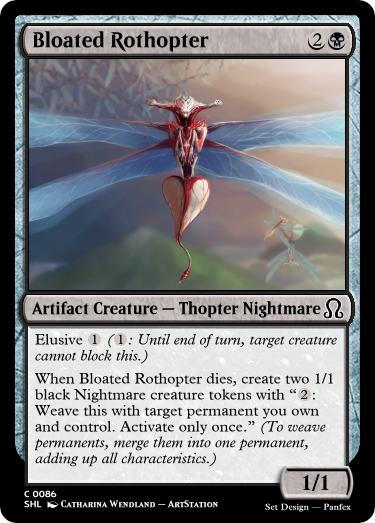 Bloated Rothopter 2
Artifact Creature — Thopter Nightmare
Elusive 1 (1: Until end of turn, target creature
cannot block this.)
When Bloated Rothopter dies, create two 1/1
black Nightmare creature tokens with “2:
Weave this with target permanent you own
and control. Activate only once.” (To weave
permanents, merge them into one permanent,
adding up all characteristics.)
1/1
C 0086
SHL Catharina Wendland — ArtStation
Set Design — Panfex